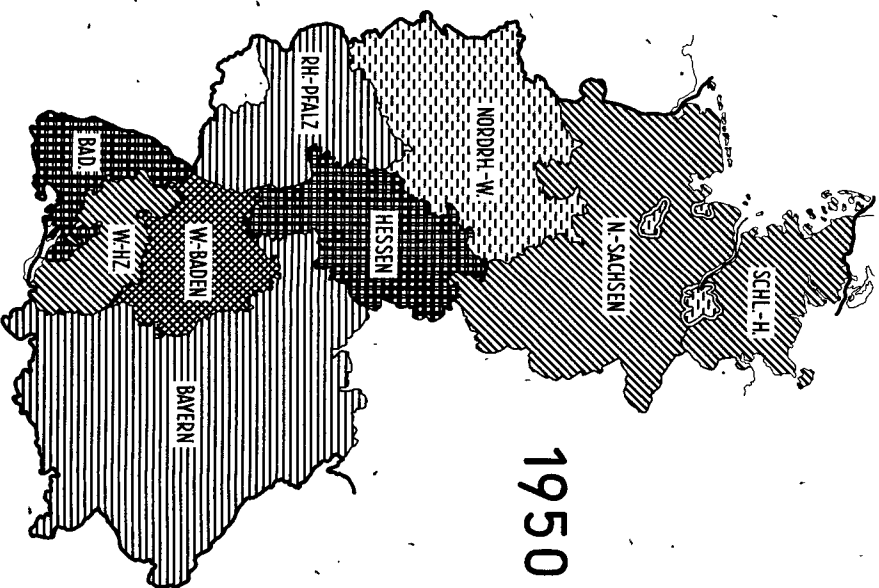 SCHL.-H.
N-SACHSEN
1950
NORDRH-W.
HESSEN
RH-PFALZ
BAYERN
W-BADEN
W-HZ
BAD.